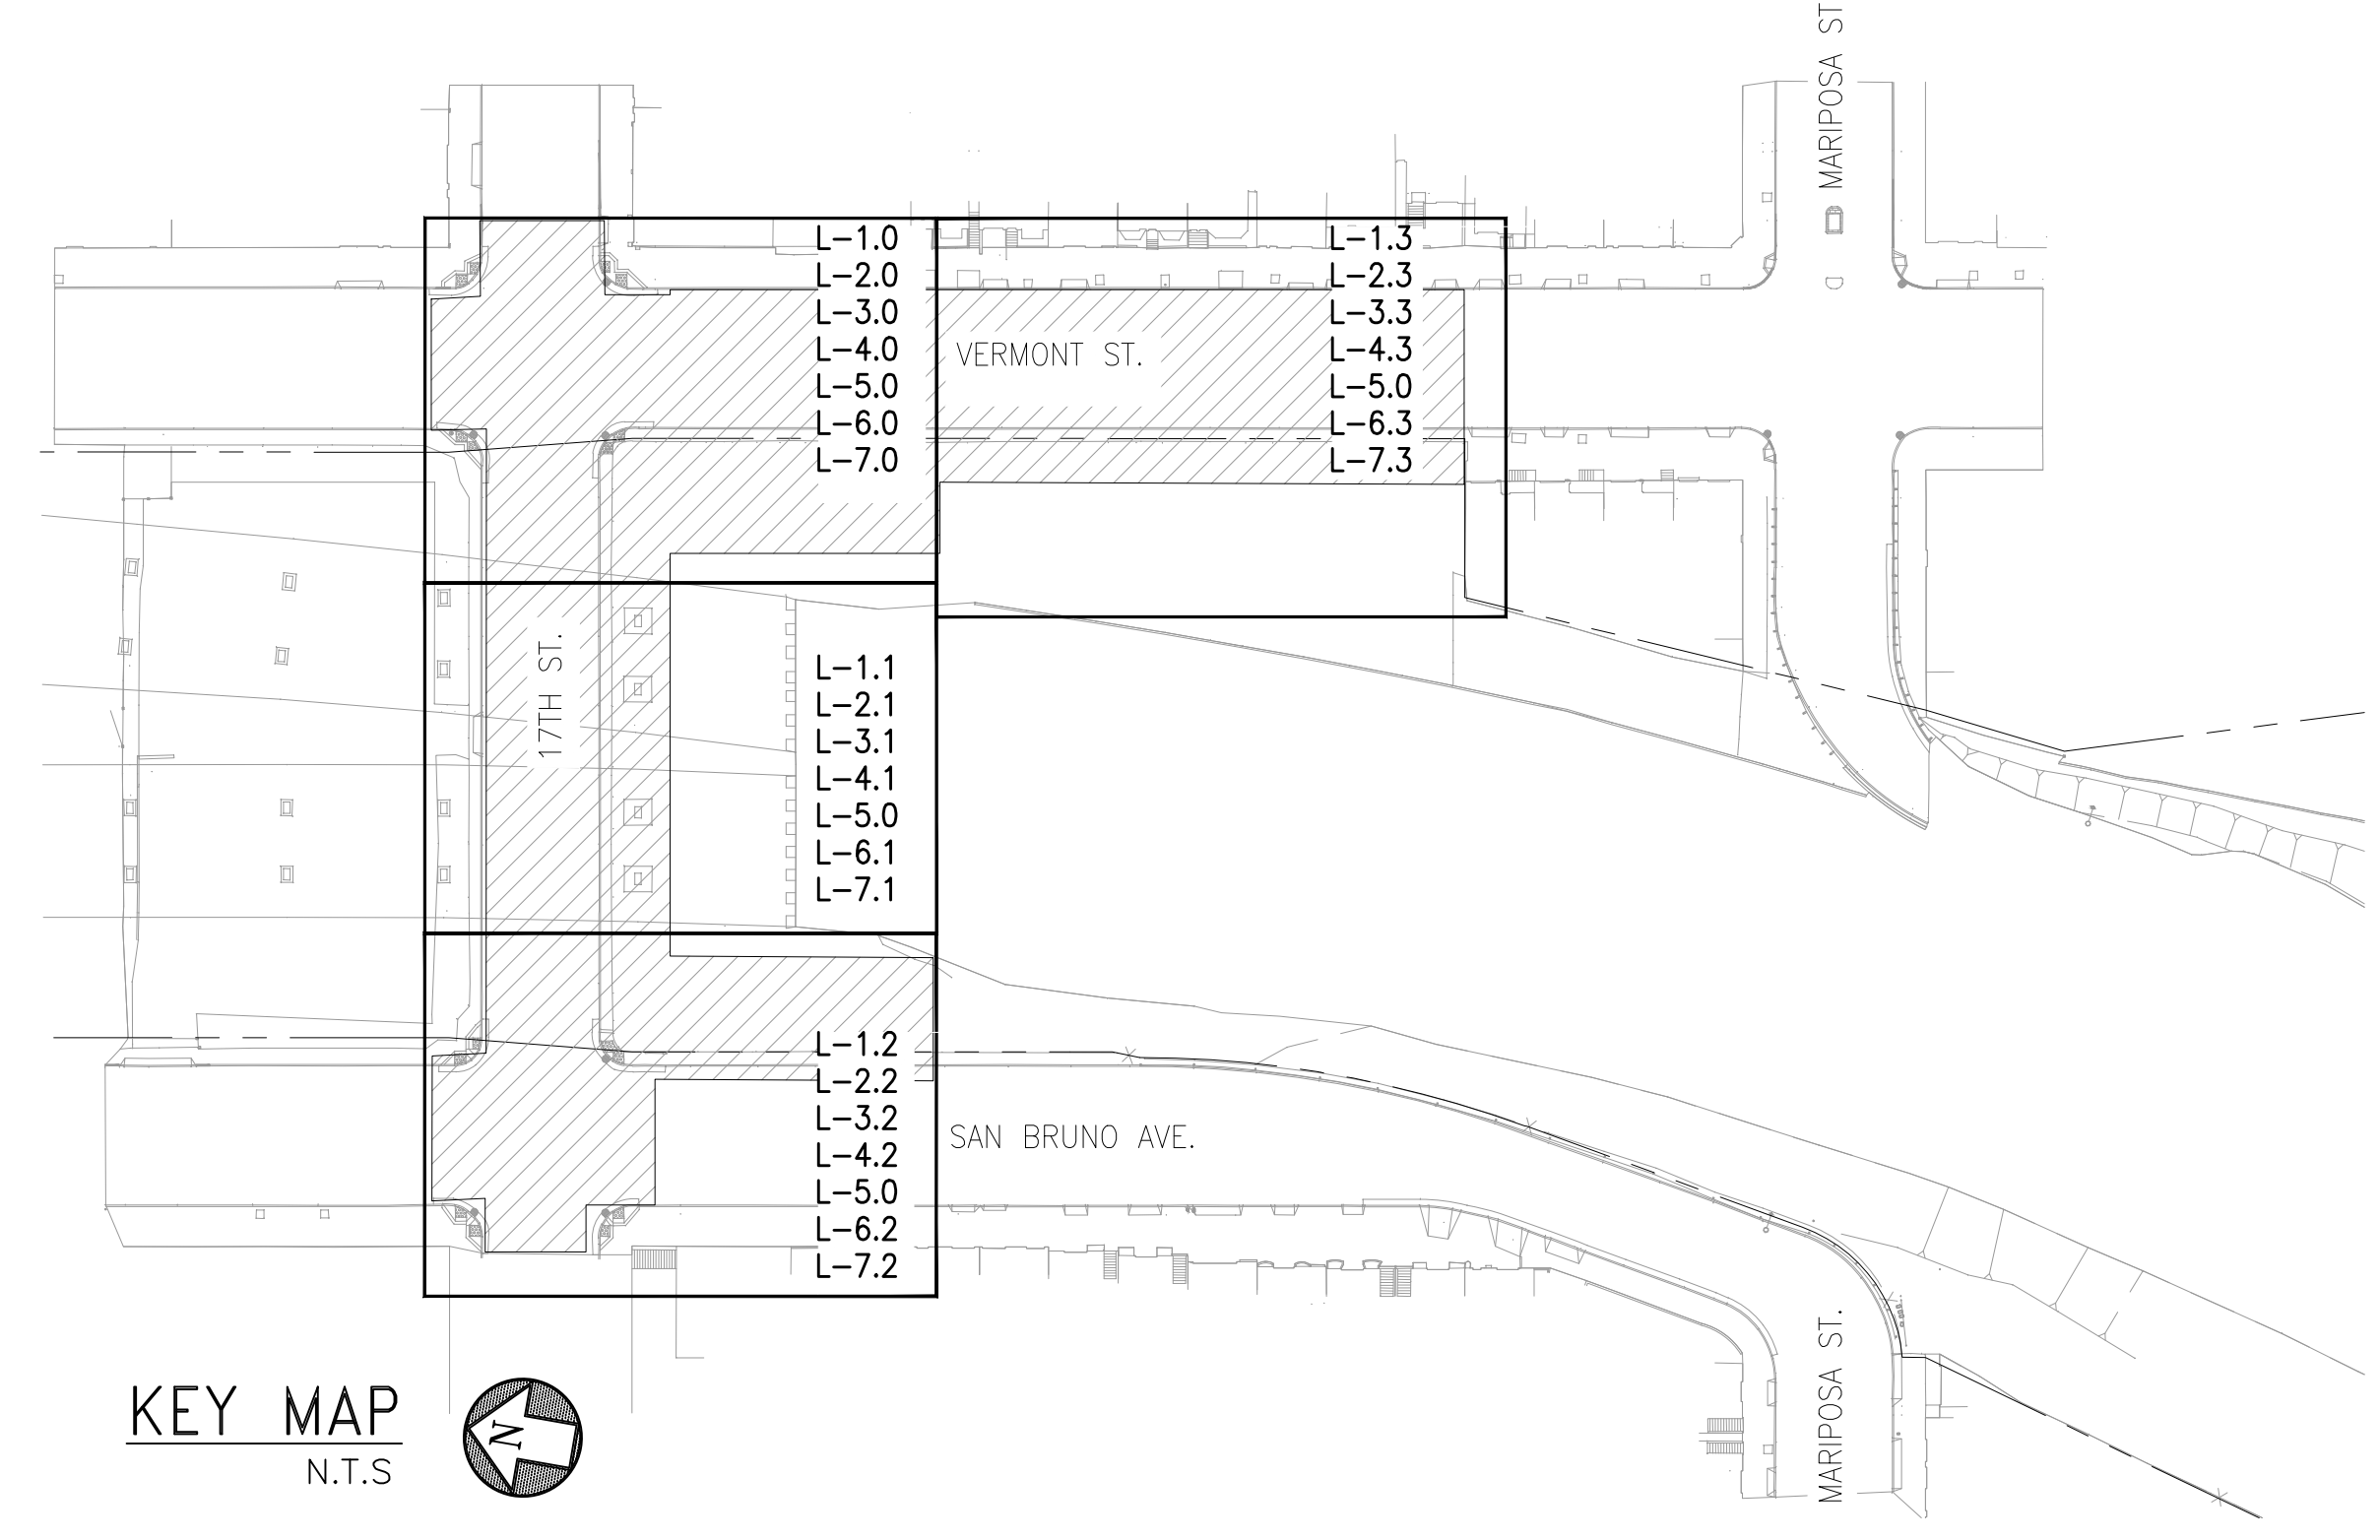 MARIPOSA ST
L-1.0
L-2.0
L-3.0
L-4.0
L-5.0
L-6.0
L-7.0
VERMONT ST.
L-1.3
L-2.3
L-3.3
L-4.3
L-5.0
L-6.3
L-7.3
17TH ST.
L-1.1
L-2.1
L-3.1
L-4.1
L-5.0
L-6.1
L-7.1
L-1.2
L-2.2
L-3.2
L-4.2
L-5.0
L-6.2
L-7.2
SAN BRUNO AVE.
MARIPOSA ST.
KEY MAP
N.T.S
N